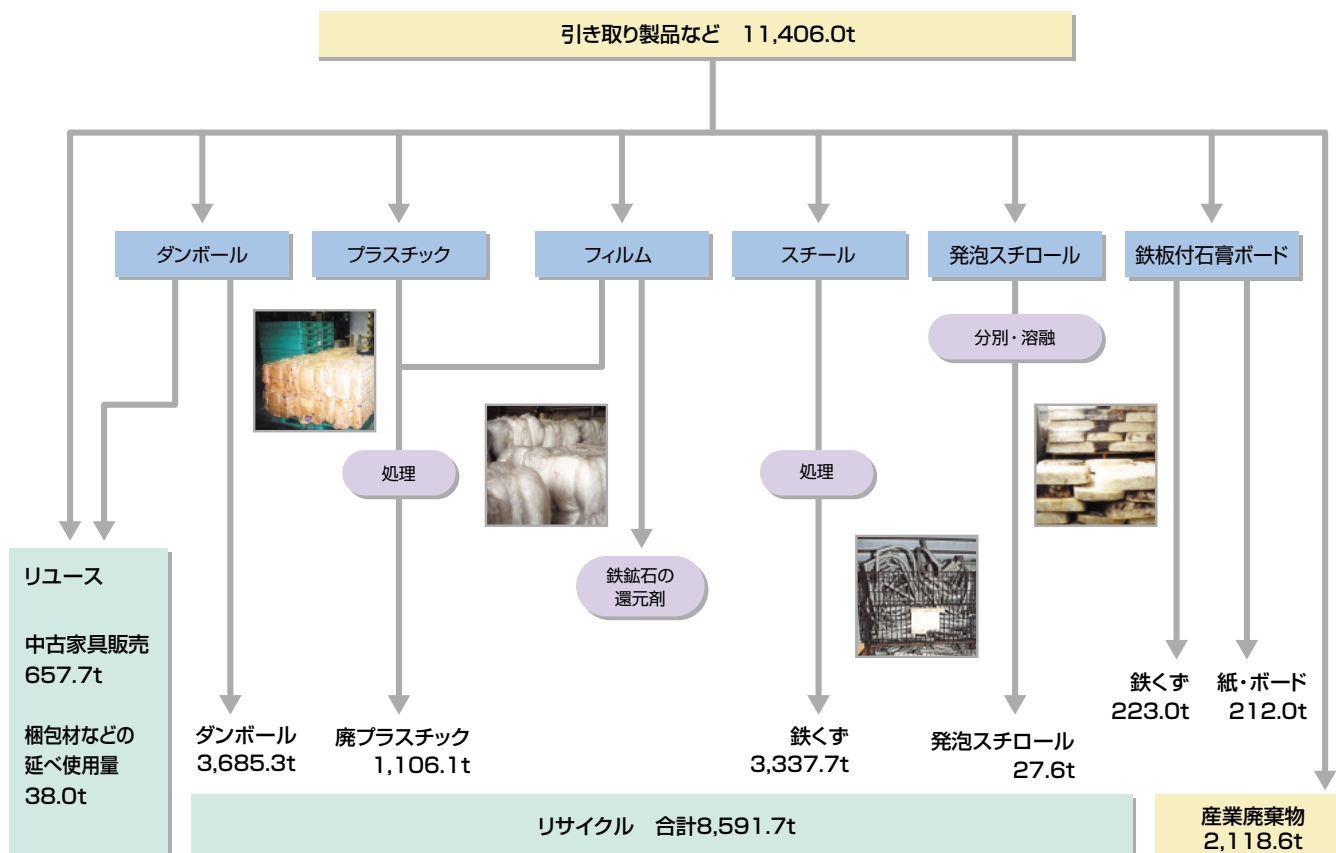 引き取り製品など 11,406.0t
ダンボール
プラスチック
フィルム
スチール
発泡スチロール
鉄板付石膏ボード
分別・溶融
処理
処理
鉄鉱石の
還元剤
リユース
中古家具販売
657.7t
梱包材などの
延べ使用量
38.0t
ダンボール
3,685.3t
廃プラスチック
1,106.1t
鉄くず
3,337.7t
発泡スチロール
27.6t
鉄くず
223.0t
紙・ボード
212.0t
リサイクル 合計8,591.7t
産業廃棄物
2,118.6t